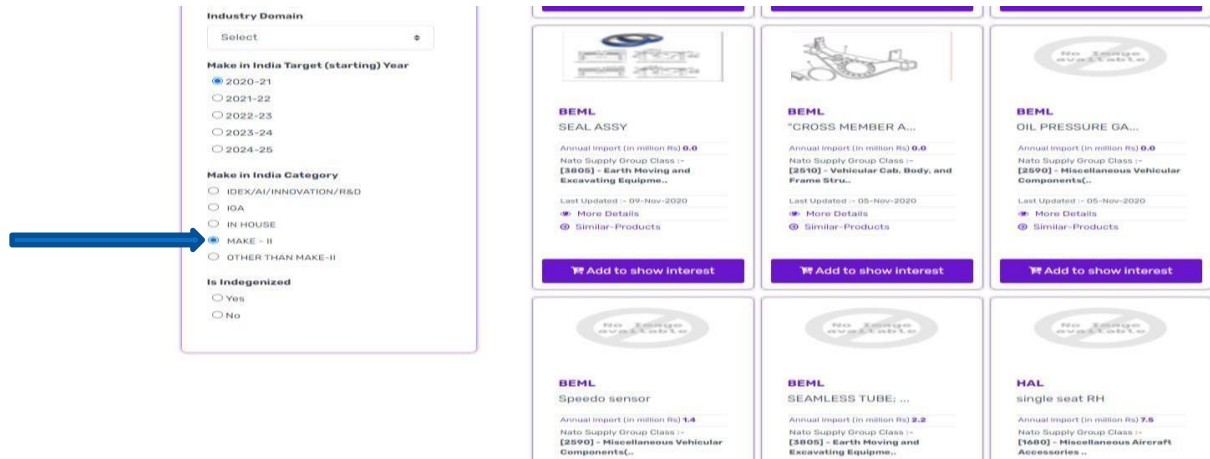 Industry Domain
Select
Make in India Target (starting) Year
2020-21
2021-22
2022-23
2023-24
2024-25
Make in India Category
IDEX/AI/INNOVATION/R&D
IGA
IN HOUSE
MAKE - II
OTHER THAN MAKE-II
Is Indegenized
Yes
No
BEML
SEAL ASSY
Annual Import (in million Rs) 0.0
Nato Supply Group Class :-
[3805] - Earth Moving and
Excavating Equipme..
Last Updated :- 09-Nov-2020
More Details
Similar-Products
Add to show interest
BEML
"CROSS MEMBER A...
Annual Import (in million Rs) 0.0
Nato Supply Group Class :-
[2510] - Vehicular Cab, Body, and
Frame Stru..
Last Updated :- 05-Nov-2020
More Details
Similar-Products
Add to show interest
No Image
available
BEML
OIL PRESSURE GA...
Annual Import (in million Rs) 0.0
Nato Supply Group Class :-
[2590] - Miscellaneous Vehicular
Components(..
Last Updated :- 05-Nov-2020
More Details
Similar-Products
Add to show interest
No Image
available
BEML
Speedo sensor
Annual Import (in million Rs) 1.4
Nato Supply Group Class :-
[2590] - Miscellaneous Vehicular
Components(..
No Image
available
BEML
SEAMLESS TUBE; ...
Annual Import (in million Rs) 2.2
Nato Supply Group Class :-
[3805] - Earth Moving and
Excavating Equipme..
No Image
available
HAL
single seat RH
Annual Import (in million Rs) 7.5
Nato Supply Group Class :-
[1680] - Miscellaneous Aircraft
Accessories ..